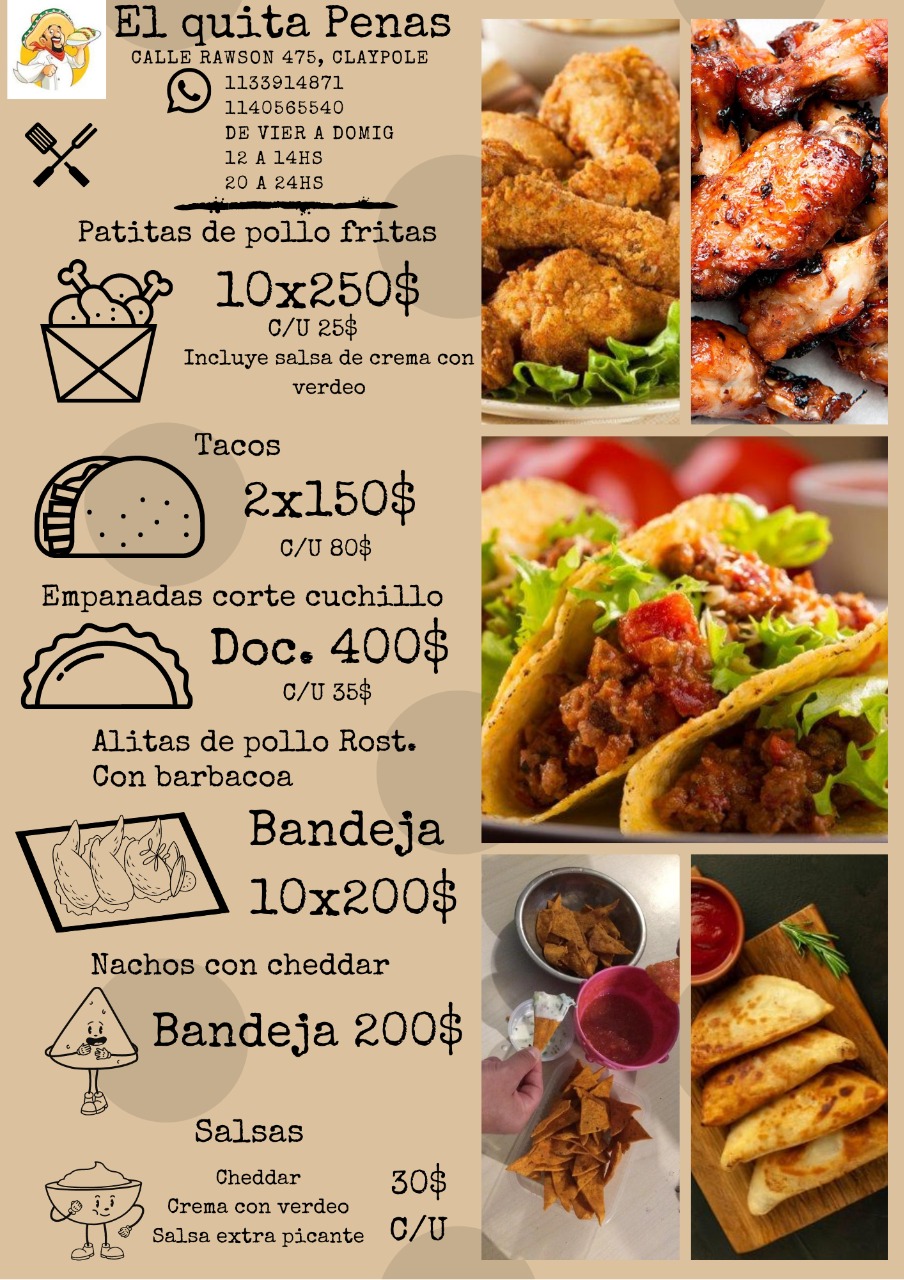 El quita Penas
CALLE RAWSON 475, CLAYPOLE
1133914871
1140565540
DE VIER A DOMIG
12 A 14HS
20 A 24HS
Patitas de pollo fritas
10x250$
C/U 25$
Incluye salsa de crema con
verdeo
Tacos
2x150$
C/U 80$
Empanadas corte cuchillo
Doc. 400$
C/U 35$
Alitas de pollo Rost.
Con barbacoa
Bandeja
10x200$
Nachos con cheddar
Bandeja 200$
Salsas
Cheddar
Crema con verdeo
Salsa extra picante
30$
C/U